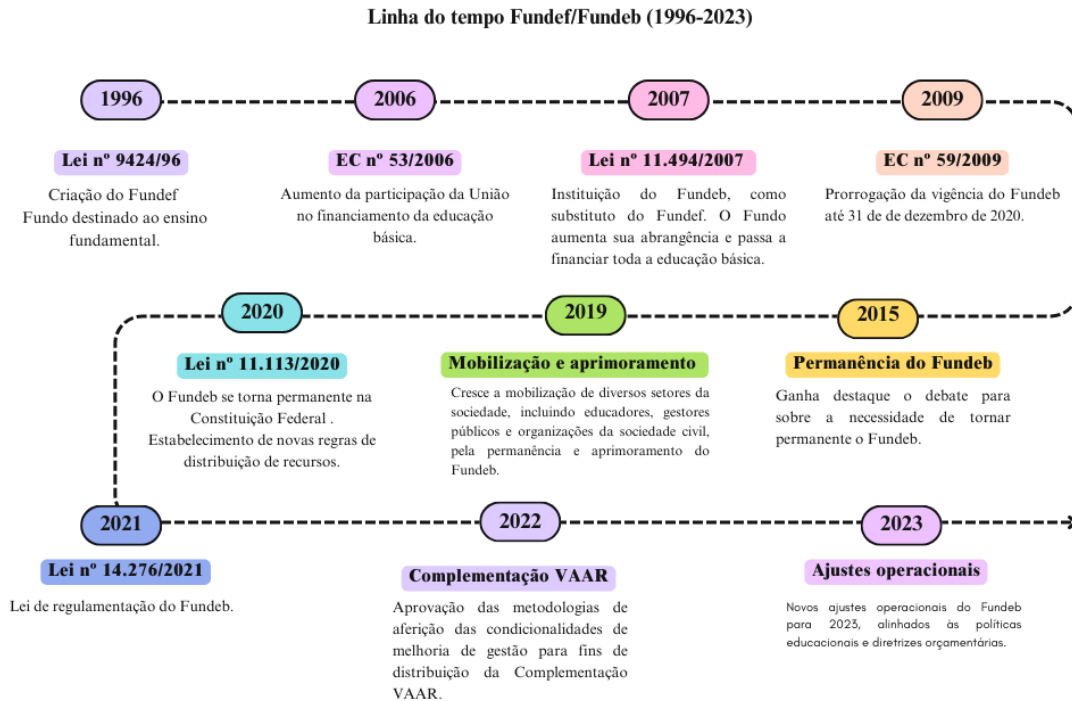 Linha do tempo Fundef/Fundeb (1996-2023)
1996
Lei nº 9424/96
Criação do Fundef
Fundo destinado ao ensino
fundamental.
2006
EC nº 53/2006
Aumento da participação da União
no financiamento da educação
básica.
2007
Lei nº 11.494/2007
Instituição do Fundeb, como
substituto do Fundef. O Fundo
aumenta sua abrangência e passa a
financiar toda a educação básica.
2009
EC nº 59/2009
Prorrogação da vigência do Fundeb
até 31 de de dezembro de 2020.
2015
Permanência do Fundeb
Ganha destaque o debate para
sobre a necessidade de tornar
permanente o Fundeb.
2019
Mobilização e aprimoramento
Cresce a mobilização de diversos setores da
sociedade, incluindo educadores, gestores
públicos e organizações da sociedade civil,
pela permanência e aprimoramento do
Fundeb.
2020
Lei nº 11.113/2020
O Fundeb se torna permanente na
Constituição Federal .
Estabelecimento de novas regras de
distribuição de recursos.
2021
Lei nº 14.276/2021
Lei de regulamentação do Fundeb.
2022
Complementação VAAR
Aprovação das metodologias de
aferição das condicionalidades de
melhoria de gestão para fins de
distribuição da Complementação
VAAR.
2023
Ajustes operacionais
Novos ajustes operacionais do Fundeb
para 2023, alinhados às políticas
educacionais e diretrizes orçamentárias.